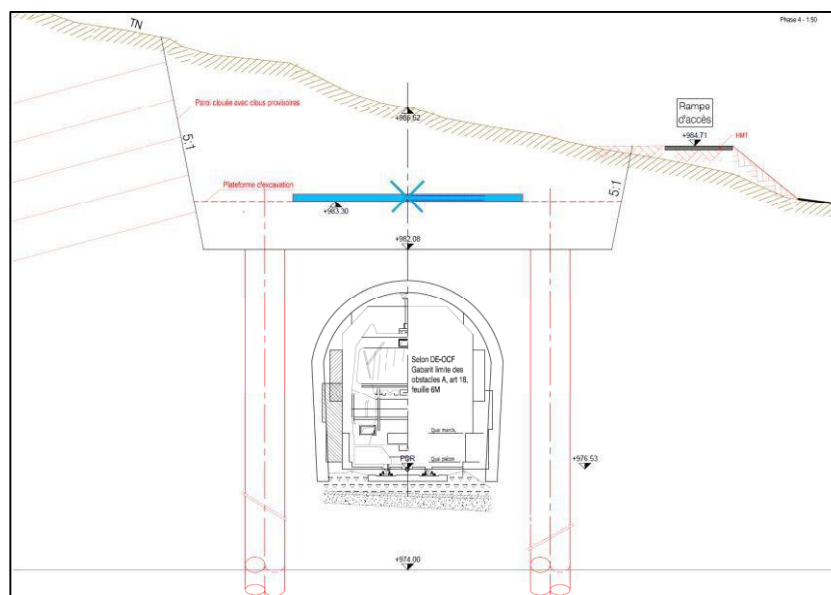 Phase 4 - 1:50
TN
Paroi clouée avec clous provisoires
5:1
Rampe
d'accès
+984.71
HMT
5:1
Plateforme d'excavation
+983.30
+982.08
Selon DE-OCF
Gabarit limite des
obstacles A, art 18,
feuille 6M
Quai march.
Quai piéton
PDR
+976.53
+974.00